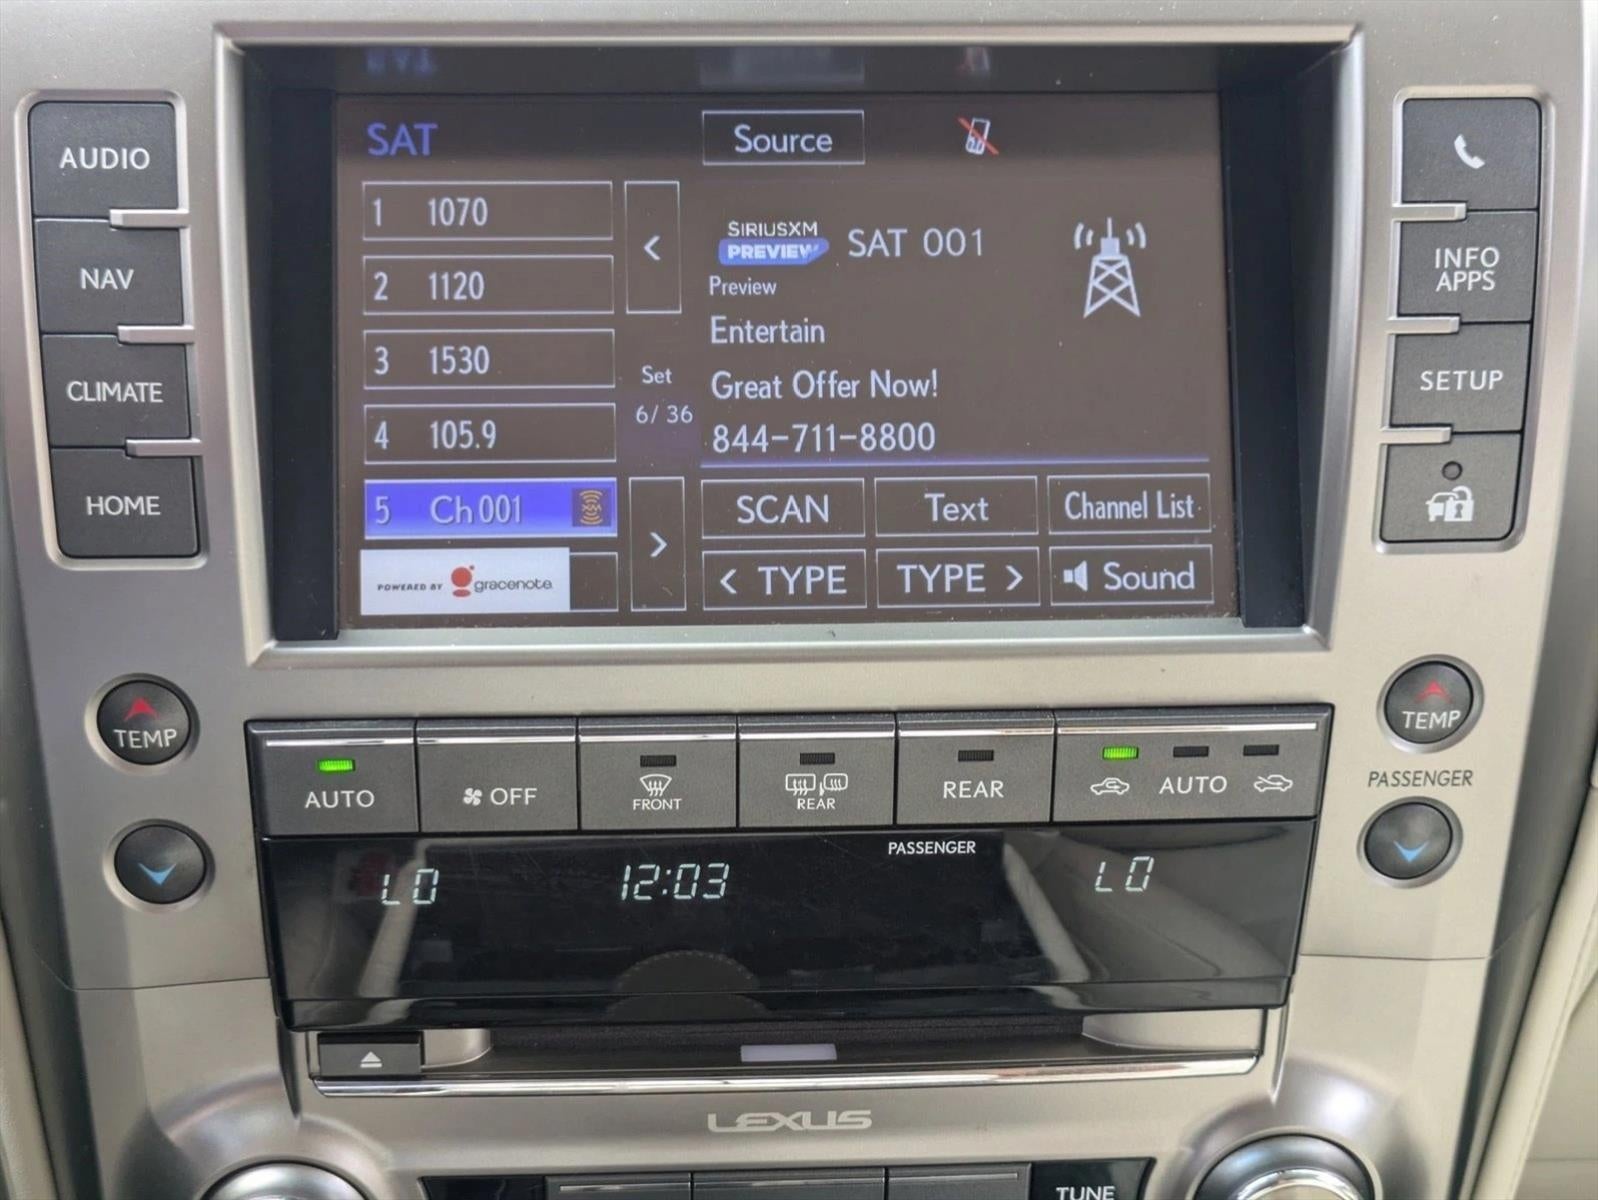 AUDIO
NAV
CLIMATE
HOME
SAT
Source
1 1070
2 1120
3 1530
4 105.9
5 Ch 001
XM
POWERED BY gracenote.
<
Set
6/ 36
>
SIRIUSXM
PREVIEW
SAT 001
Preview
Entertain
Great Offer Now!
844-711-8800
SCAN
Text
Channel List
< TYPE
TYPE >
Sound
INFO
APPS
SETUP
TEMP
TEMP
PASSENGER
AUTO
OFF
FRONT
REAR
REAR
AUTO
PASSENGER
LO
12:03
LO
LEXUS
TUNE